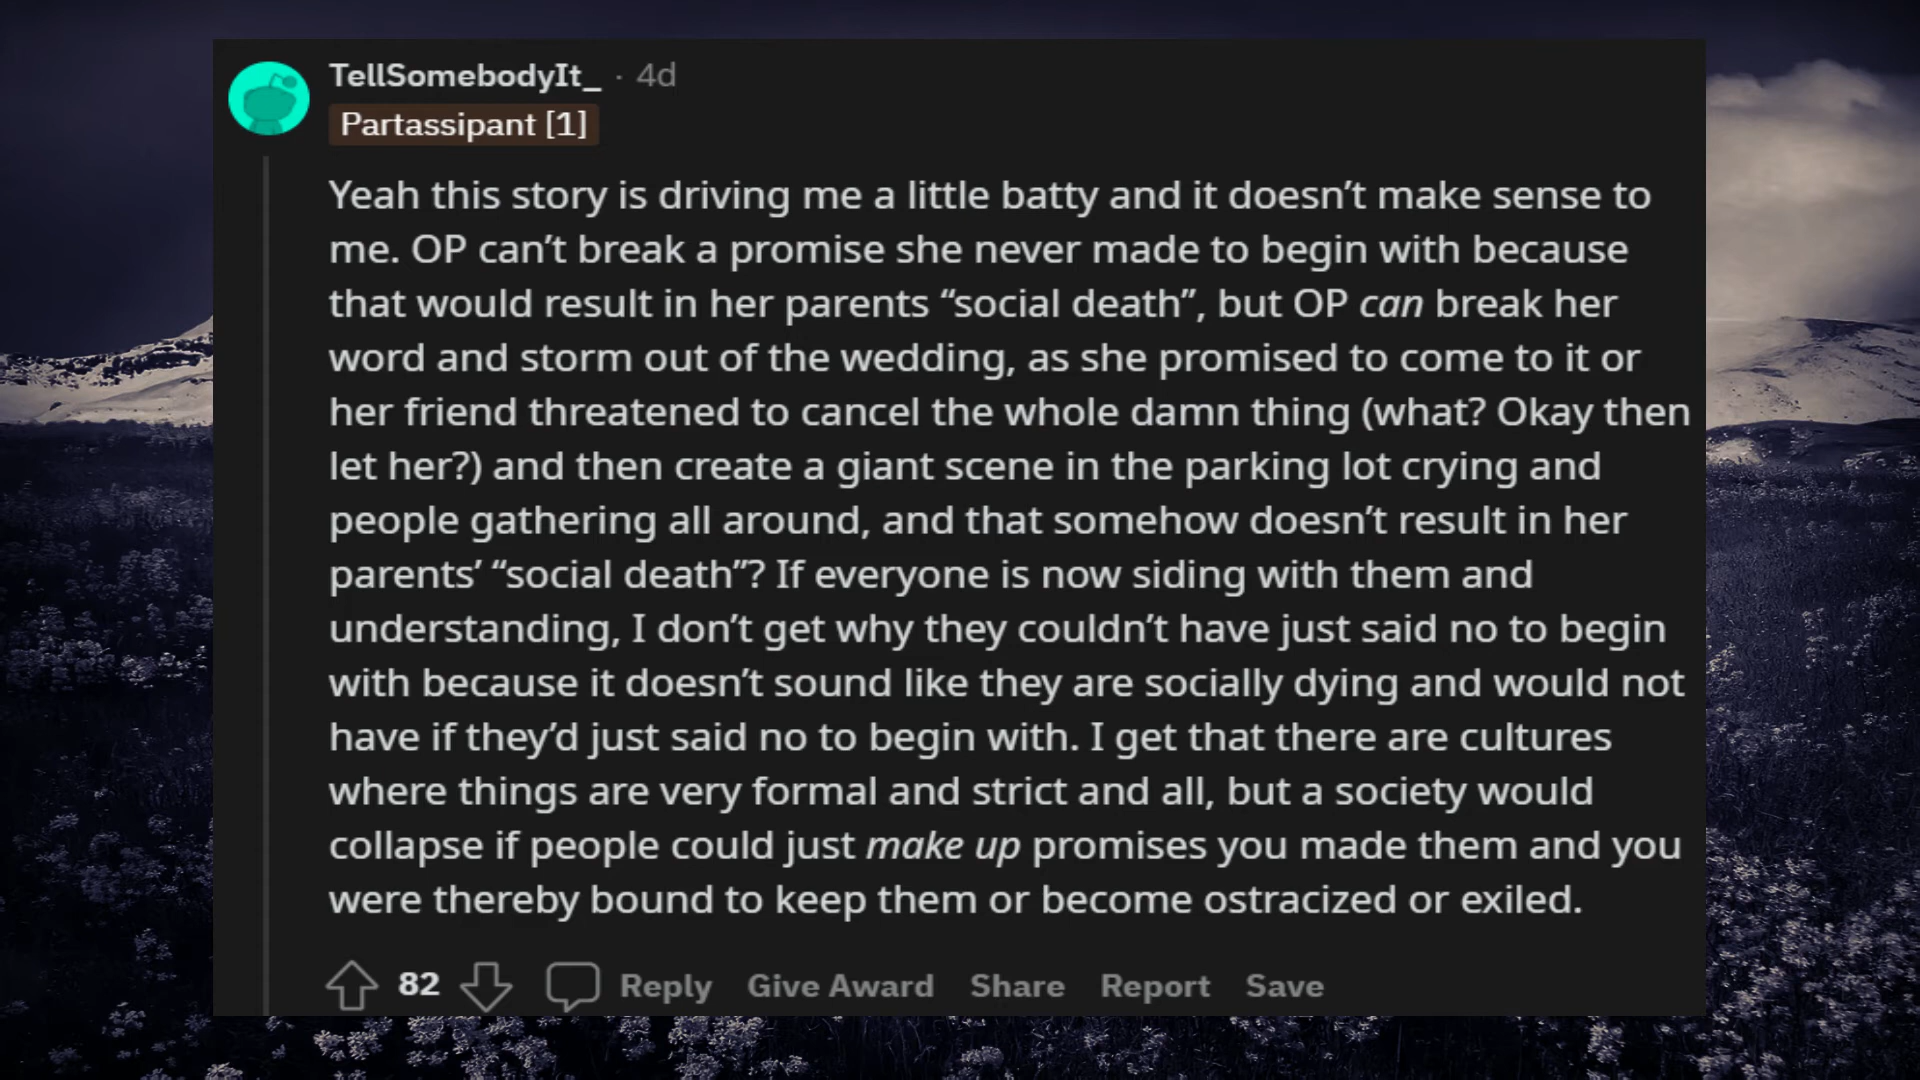 TellSomebodyIt_ · 4d
Partassipant [1]
Yeah this story is driving me a little batty and it doesn’t make sense to
me. OP can’t break a promise she never made to begin with because
that would result in her parents “social death”, but OP can break her
word and storm out of the wedding, as she promised to come to it or
her friend threatened to cancel the whole damn thing (what? Okay then
let her?) and then create a giant scene in the parking lot crying and
people gathering all around, and that somehow doesn’t result in her
parents’ “social death”? If everyone is now siding with them and
understanding, I don’t get why they couldn’t have just said no to begin
with because it doesn’t sound like they are socially dying and would not
have if they’d just said no to begin with. I get that there are cultures
where things are very formal and strict and all, but a society would
collapse if people could just make up promises you made them and you
were thereby bound to keep them or become ostracized or exiled.
82 Reply Give Award Share Report Save